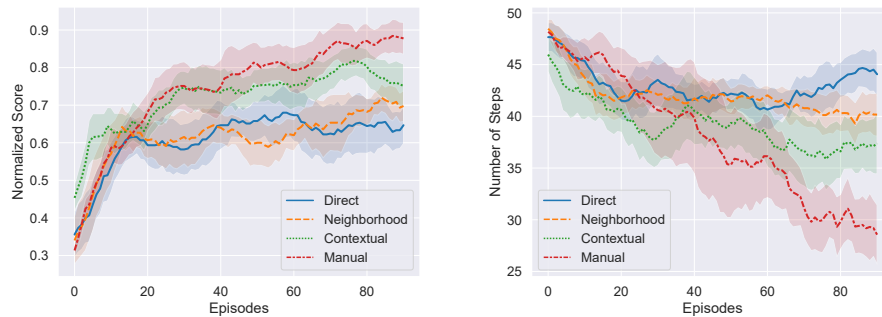 0.9
0.8
0.7
0.6
0.5
0.4
0.3
Normalized Score
0 20 40 60 80
Episodes
Direct
Neighborhood
Contextual
Manual
50
45
40
35
30
25
Number of Steps
0 20 40 60 80
Episodes
Direct
Neighborhood
Contextual
Manual